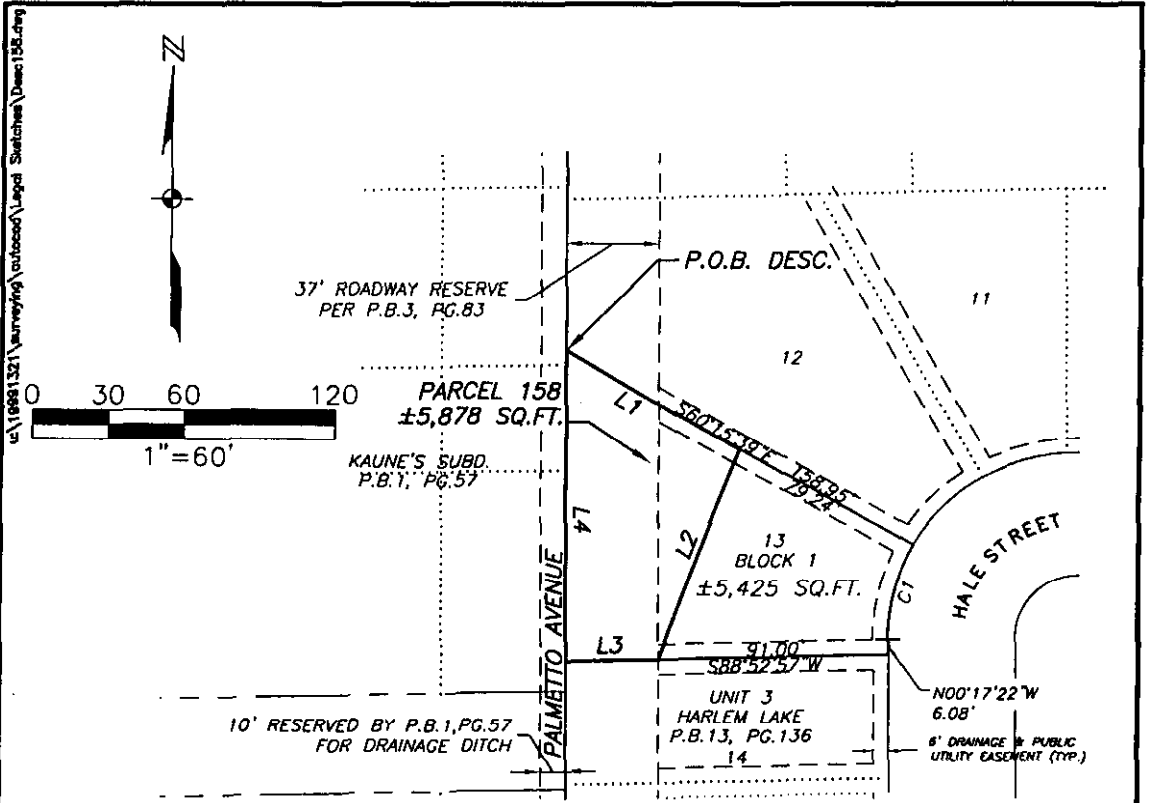 u:\19991321\surveying\autocad\Legal Sketches\Desc158.dwg
N
37' ROADWAY RESERVE
PER P.B.3, PG.83
P.O.B. DESC.
11
12
0 30 60 120
1"=60'
PARCEL 158
±5,878 SQ.FT.
KAUNE'S SUBD.
P.B.1, PG.57
L1
S60°15'39"E 158.95'
79.24'
L4
L2
13
BLOCK 1
±5,425 SQ.FT.
C1
HALE STREET
PALMETTO AVENUE
L3
91.00'
S88°52'57"W
N00°17'22"W
6.08'
UNIT 3
HARLEM LAKE
P.B.13, PG.136
14
10' RESERVED BY P.B.1,PG.57
FOR DRAINAGE DITCH
6' DRAINAGE & PUBLIC
UTILITY EASEMENT (TYP.)